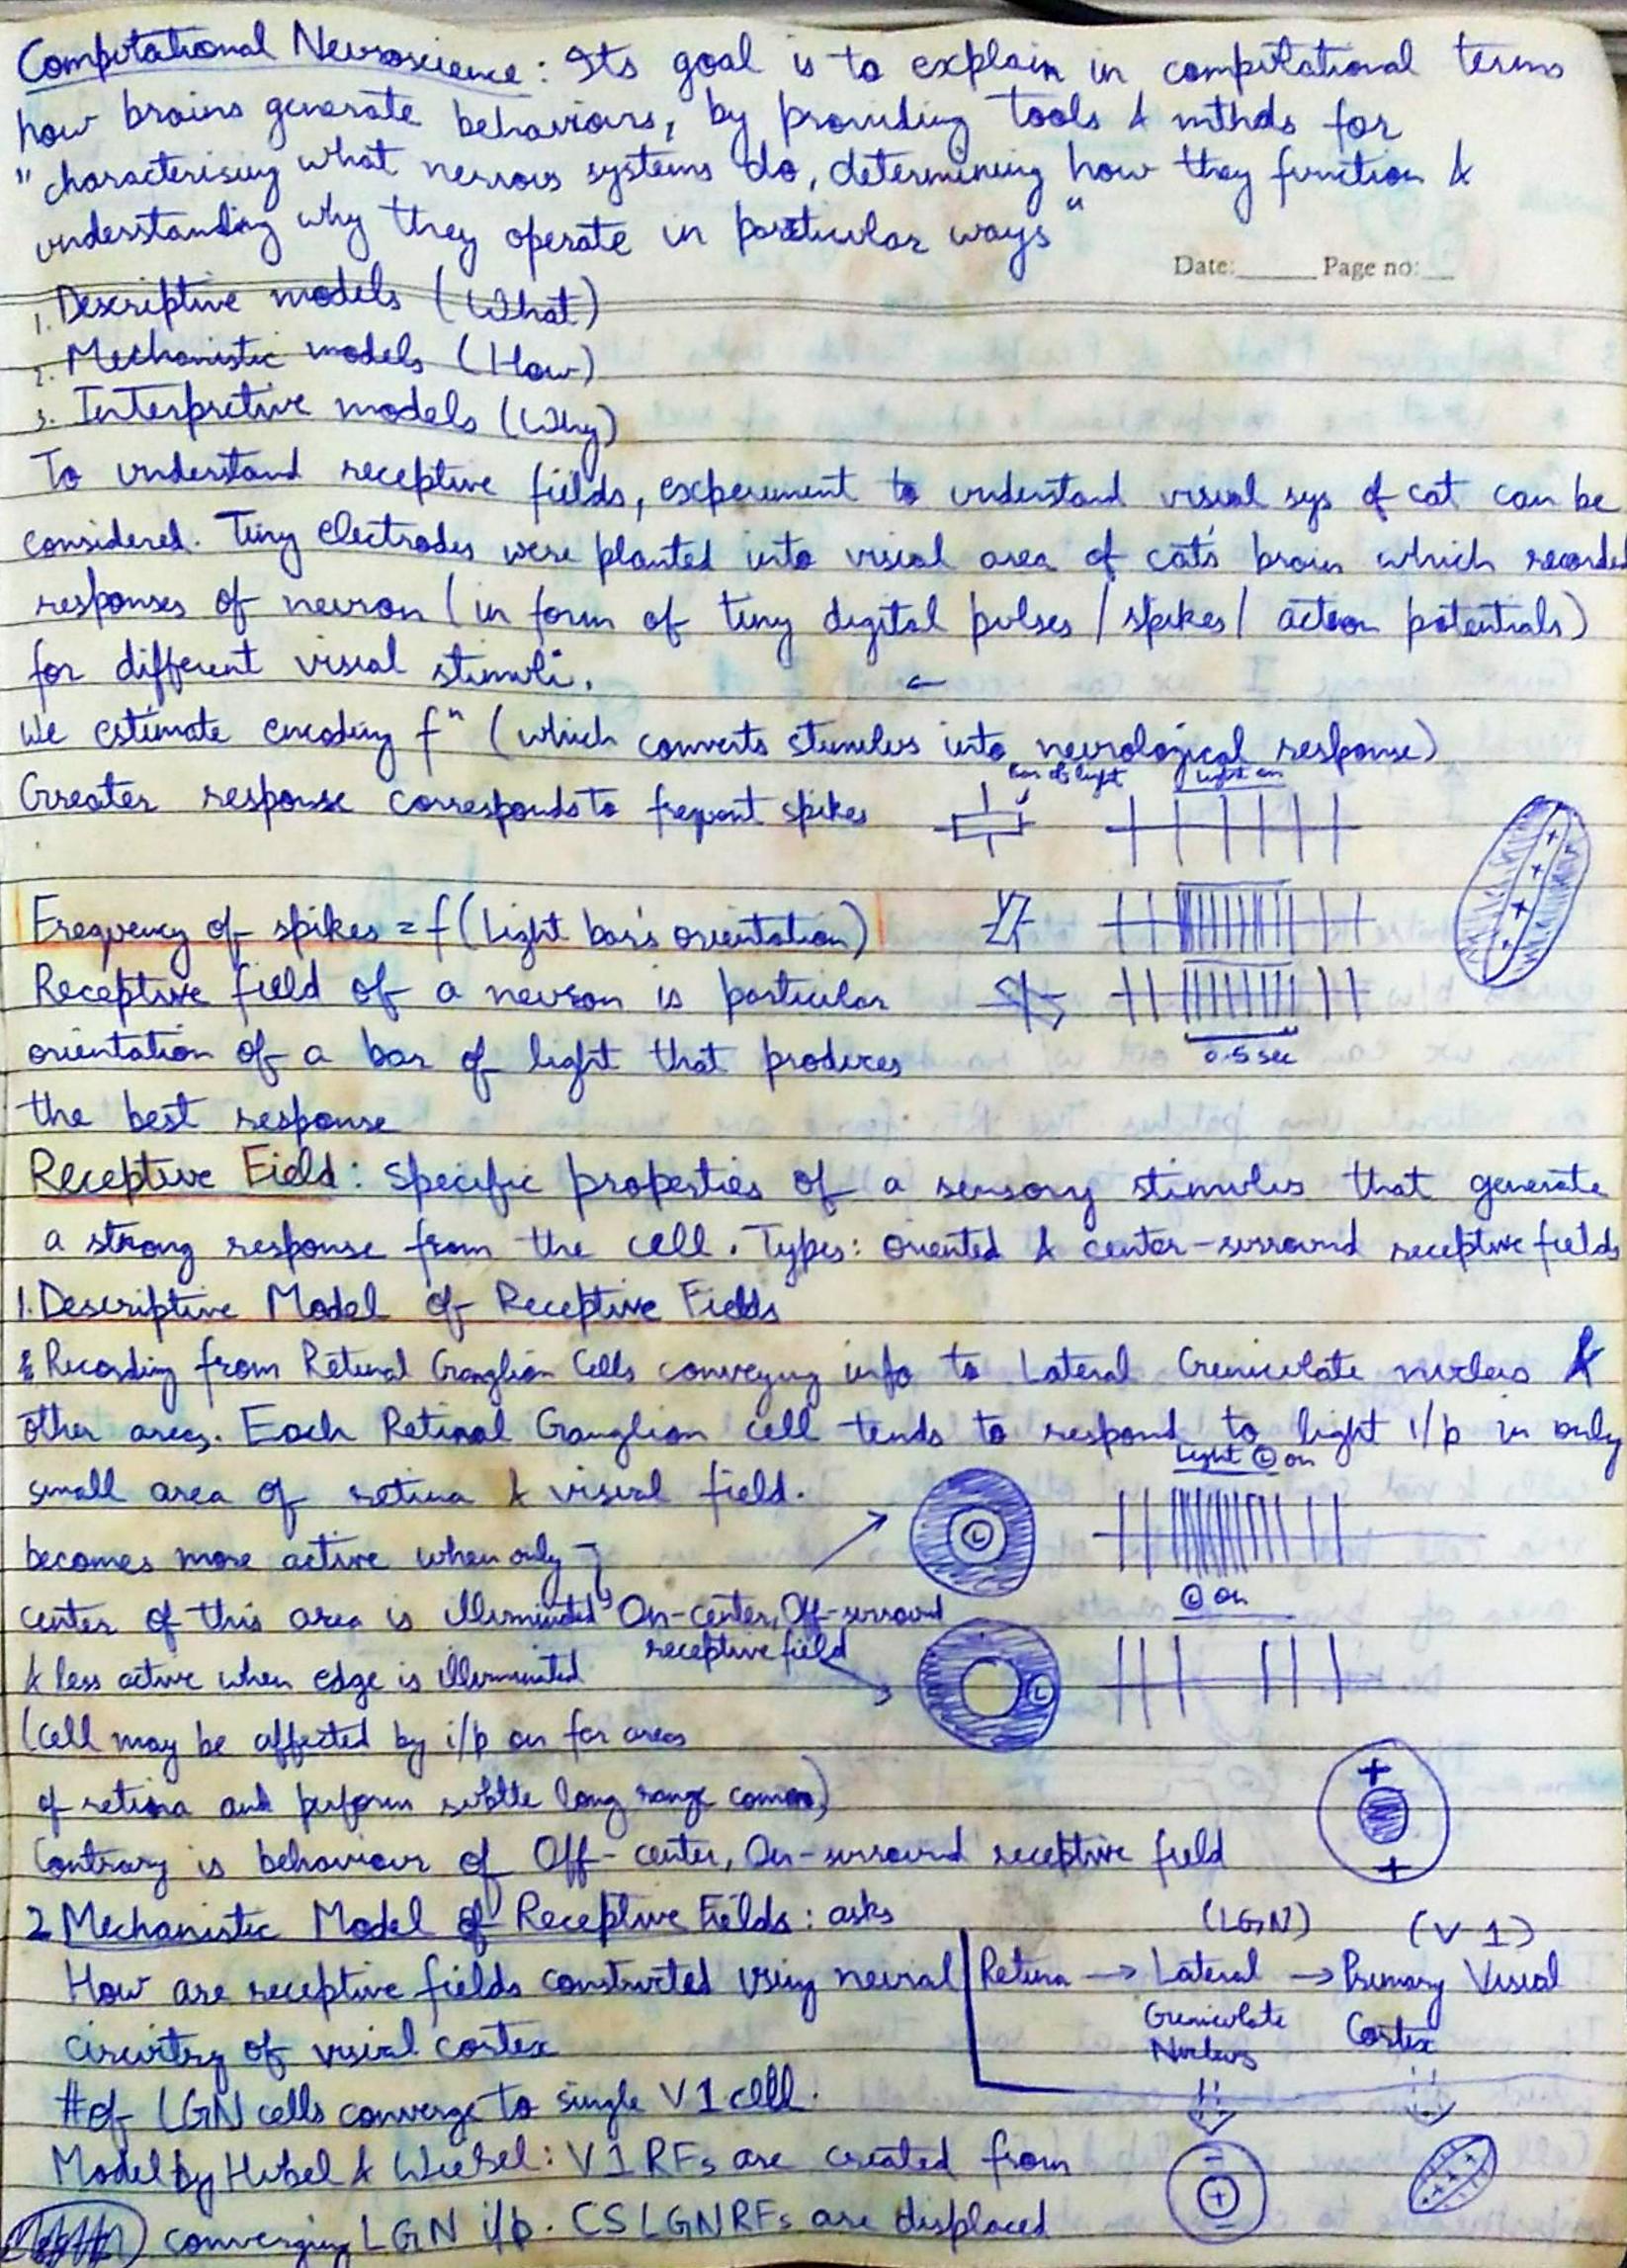 Computational Neuroscience: Its goal is to explain in computational terms
how brains generate behaviours, by providing tools & mthds for
"characterising what nervous systems do, determining how they function &
understanding why they operate in particular ways"
Date:______ Page no:___
1. Descriptive models (What)
2. Mechanistic models (How)
3. Interpretive models (Why)
To understand receptive fields, experiment to understand visual sys of cat can be
considered. Tiny electrodes were planted into visual area of cat's brain which recorded
responses of neuron (in form of tiny digital pulses / spikes / action potentials)
for different visual stimuli.
We estimate encoding fⁿ (which converts stimulus into neurological response)
Bar of light Light on
Greater response corresponds to frequent spikes
Frequency of spikes = f(Light bar's orientation)
Receptive field of a neuron is particular
orientation of a bar of light that produces
0.5 sec
the best response
Receptive Field: Specific properties of a sensory stimulus that generate
a strong response from the cell. Types: oriented & center-surround receptive fields
1. Descriptive Model of Receptive Fields
Recording from Retinal Ganglion Cells conveying info to Lateral Geniculate nucleus &
other areas. Each Retinal Ganglion cell tends to respond to light i/p in only
small area of retina & visual field.
Light L on
L
becomes more active when only
center of this area is illuminated On-center, Off-surround
receptive field
L on
L
& less active when edge is illuminated
(Cell may be affected by i/p on far areas
of retina and perform subtle long range commn)
+
+
Contrary is behaviour of Off-center, On-surround receptive field
2 Mechanistic Model of Receptive Fields: asks
How are receptive fields constructed using neural
circuitry of visual cortex
(LGN) (V-1)
Retina → Lateral → Primary Visual
Geniculate Cortex
Nucleus
# of LGN cells converge to single V1 cell.
Model by Hubel & Wiesel: V1 RFs are created from
converging LGN i/p. CS LGN RFs are displaced